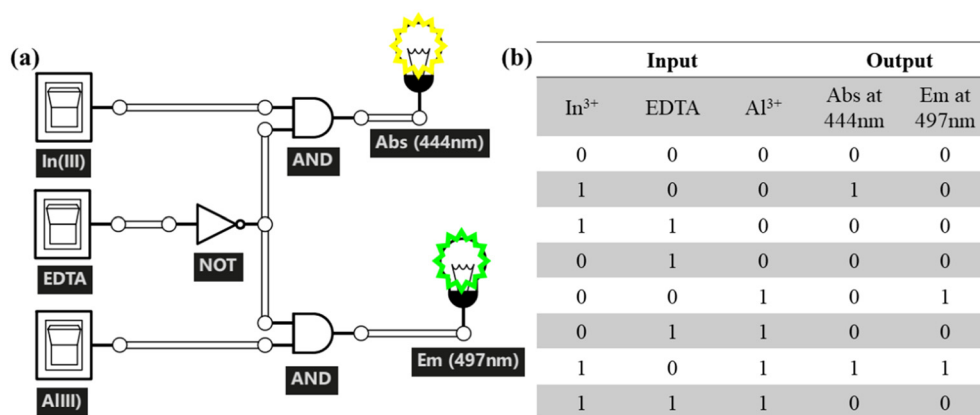 (a)
In(III)
AND
Abs (444nm)
EDTA
NOT
AlIII)
AND
Em (497nm)
(b)
Input Output
In³⁺ EDTA Al³⁺ Abs at 444nm Em at 497nm
0 0 0 0 0
1 0 0 1 0
1 1 0 0 0
0 1 0 0 0
0 0 1 0 1
0 1 1 0 0
1 0 1 1 1
1 1 1 0 0